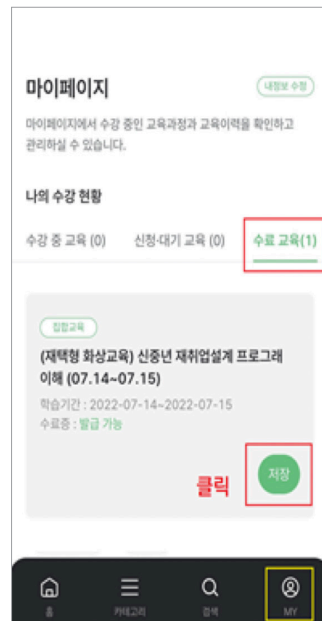 마이페이지
내정보 수정
마이페이지에서 수강 중인 교육과정과 교육이력을 확인하고
관리하실 수 있습니다.
나의 수강 현황
수강 중 교육 (0) 신청·대기 교육 (0) 수료 교육(1)
집합교육
(재택형 화상교육) 신중년 재취업설계 프로그래
이해 (07.14~07.15)
학습기간 : 2022-07-14~2022-07-15
수료증 : 발급 가능
클릭
저장
홈 카테고리 검색 MY